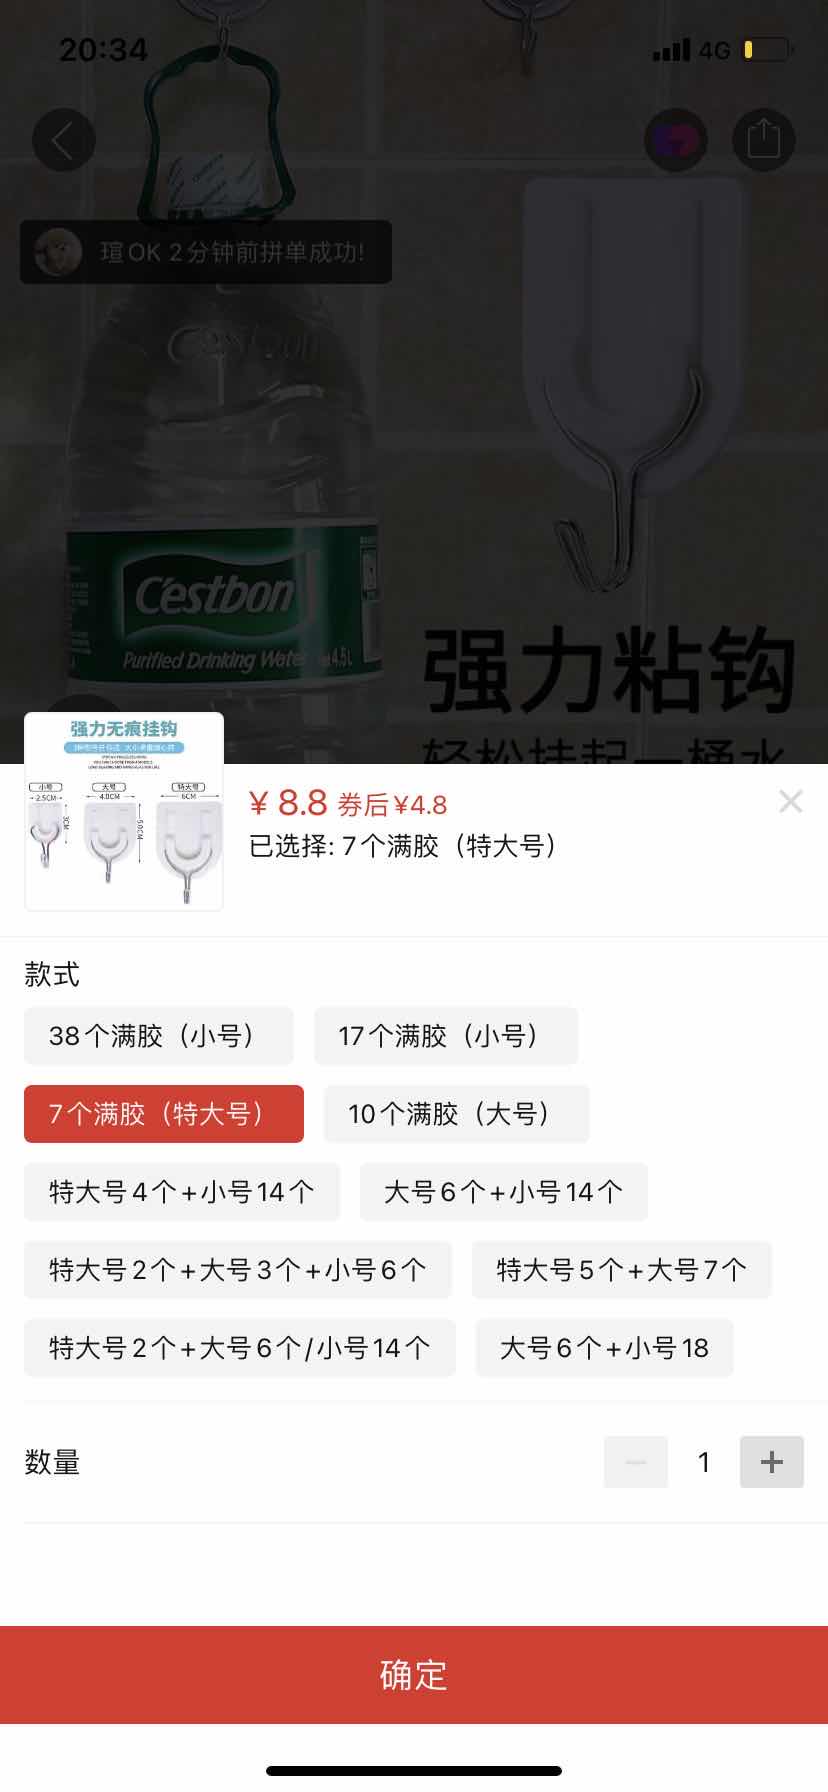 20:34
4G
瑄OK 2分钟前拼单成功!
Cestbon
C'estbon
Purified Drinking Water
4.5L
强力粘钩
轻松挂起一桶水
强力无痕挂钩
小号
大号
特大号
2.5CM
4.0CM
6CM
3CM
5.0CM
¥ 8.8 券后¥4.8
已选择: 7个满胶（特大号）
款式
38个满胶（小号）
17个满胶（小号）
7个满胶（特大号）
10个满胶（大号）
特大号4个+小号14个
大号6个+小号14个
特大号2个+大号3个+小号6个
特大号5个+大号7个
特大号2个+大号6个/小号14个
大号6个+小号18
数量
1
确定